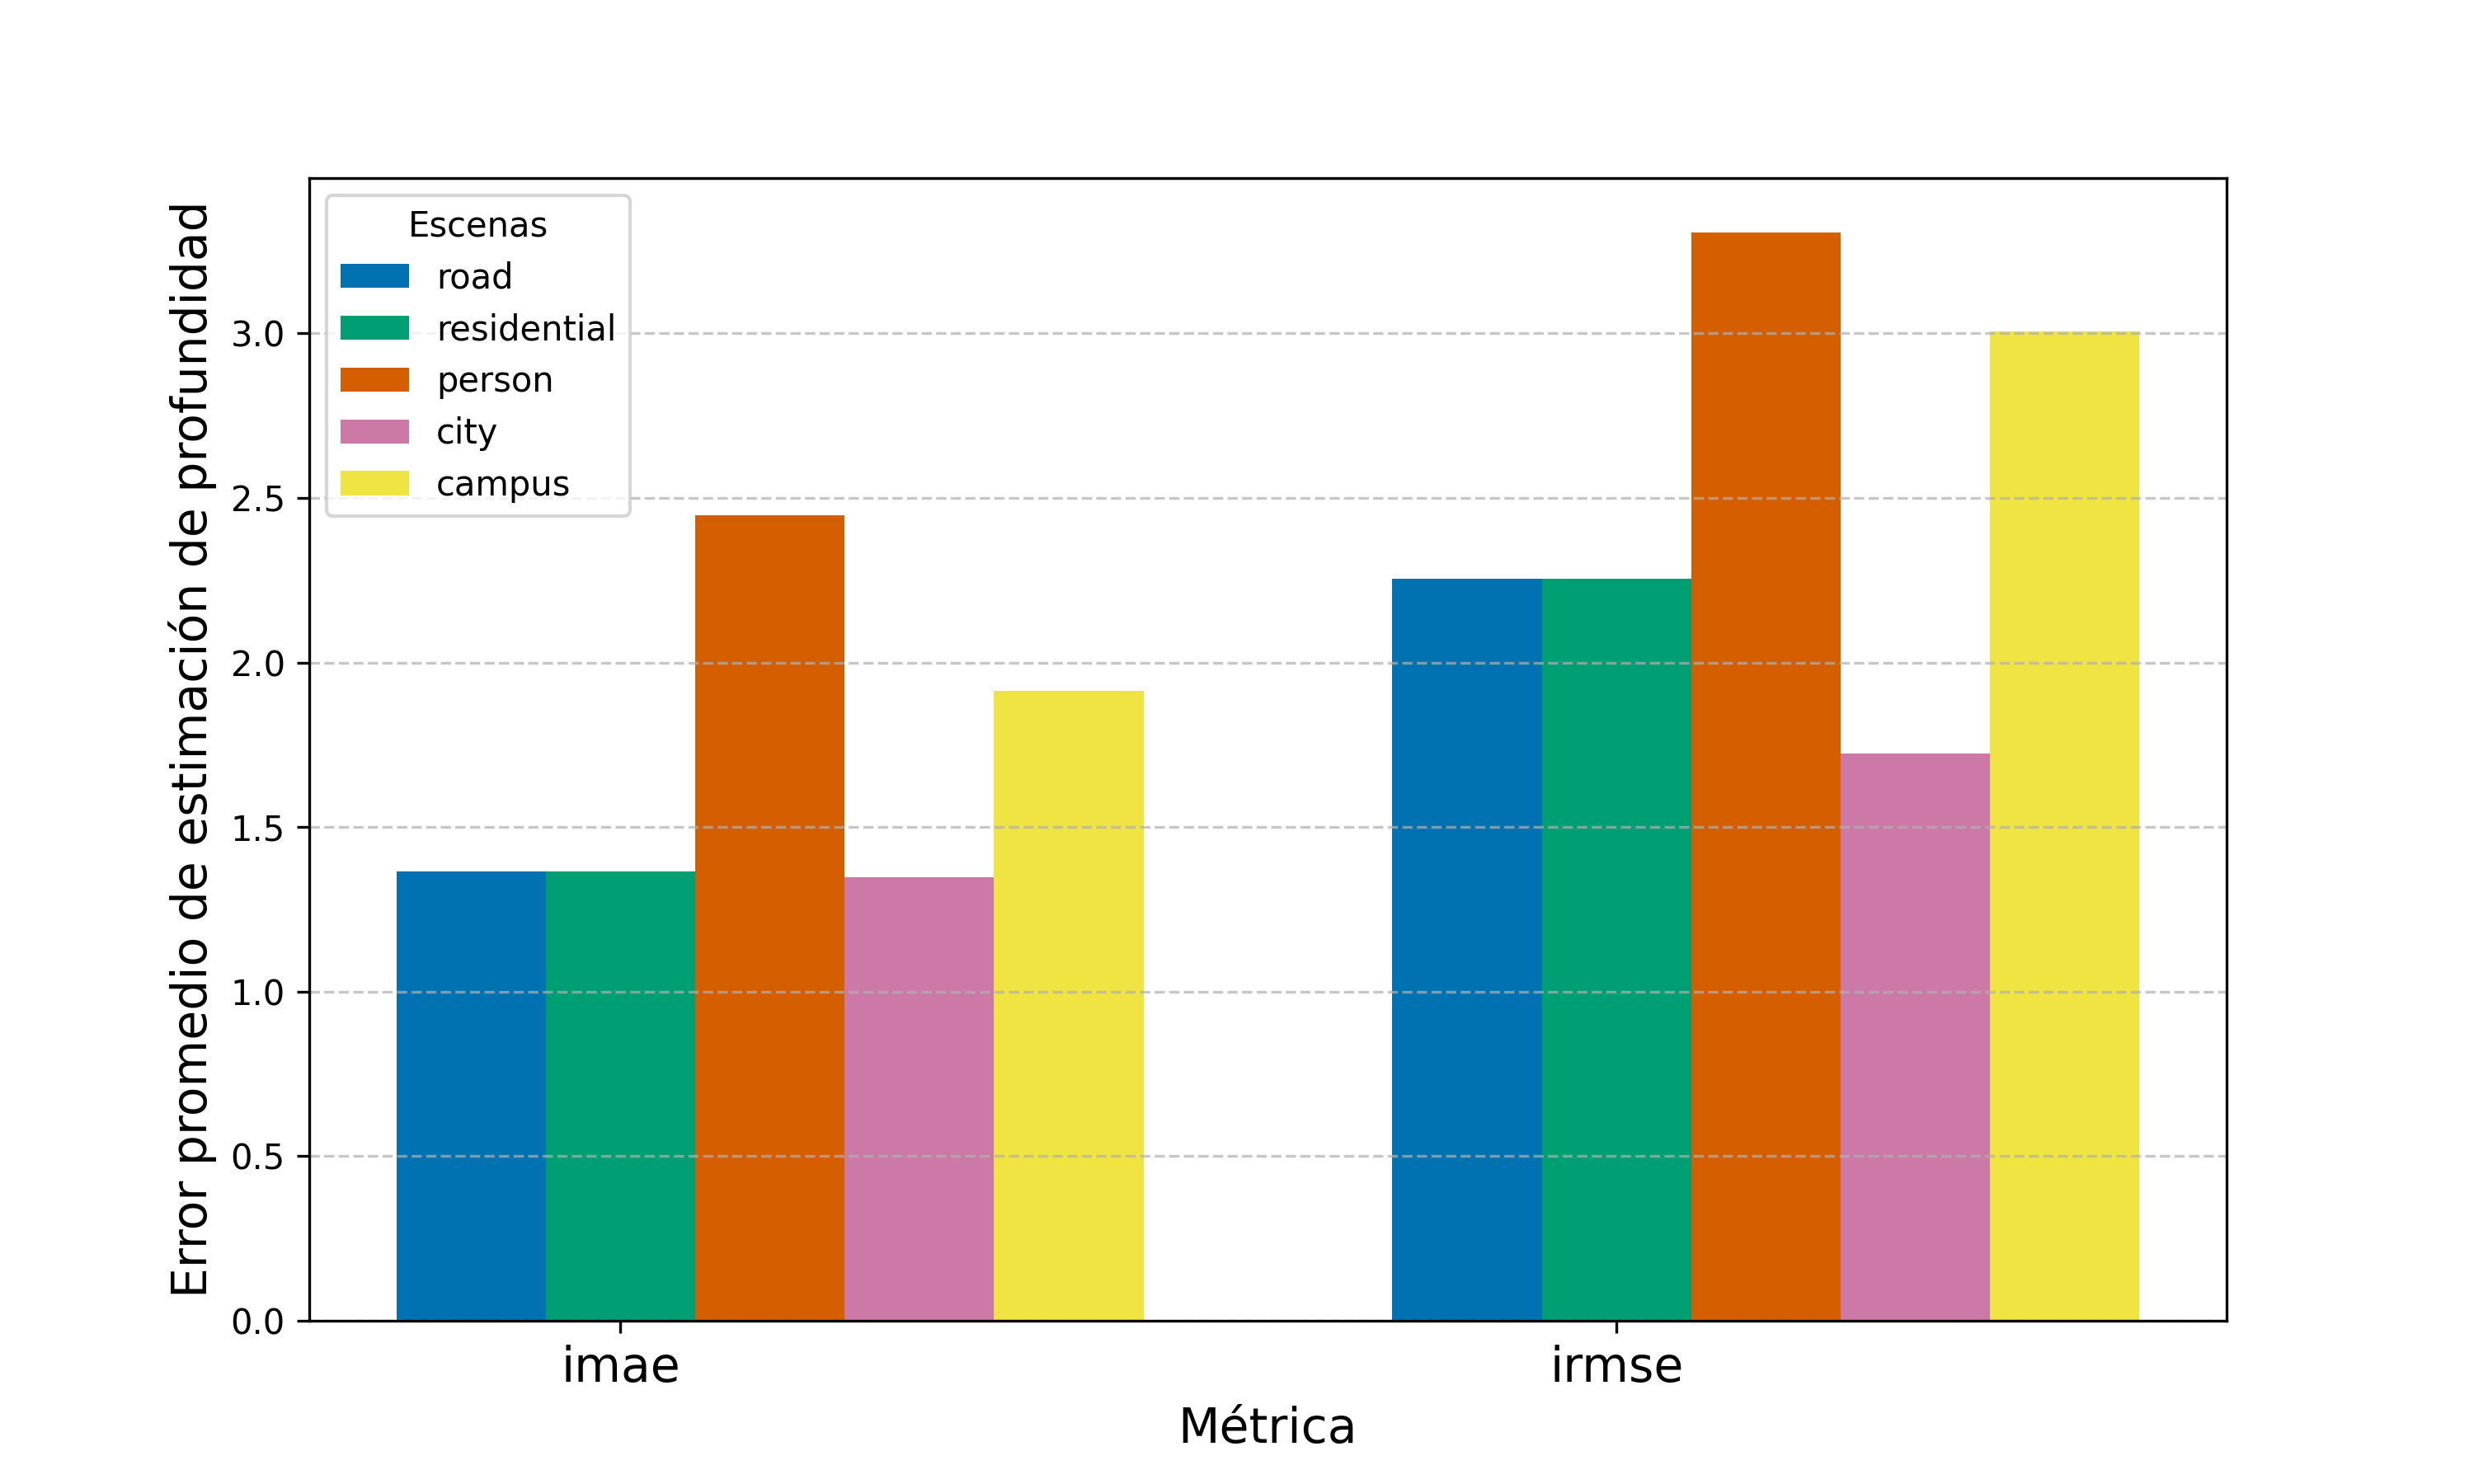 Error promedio de estimación de profundidad
Escenas
road
residential
person
city
campus
3.0
2.5
2.0
1.5
1.0
0.5
0.0
imae
irmse
Métrica